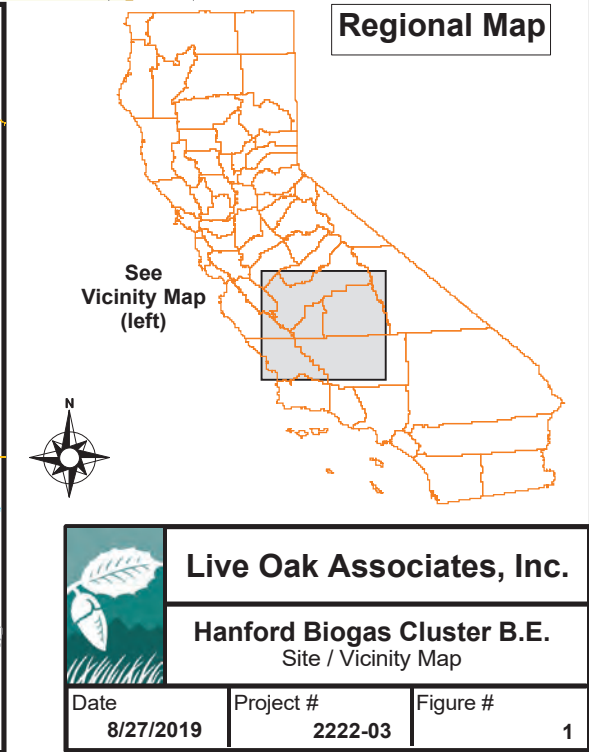 Regional Map
See
Vicinity Map
(left)
N
Live Oak Associates, Inc.
Hanford Biogas Cluster B.E.
Site / Vicinity Map
Date
8/27/2019
Project #
2222-03
Figure #
1